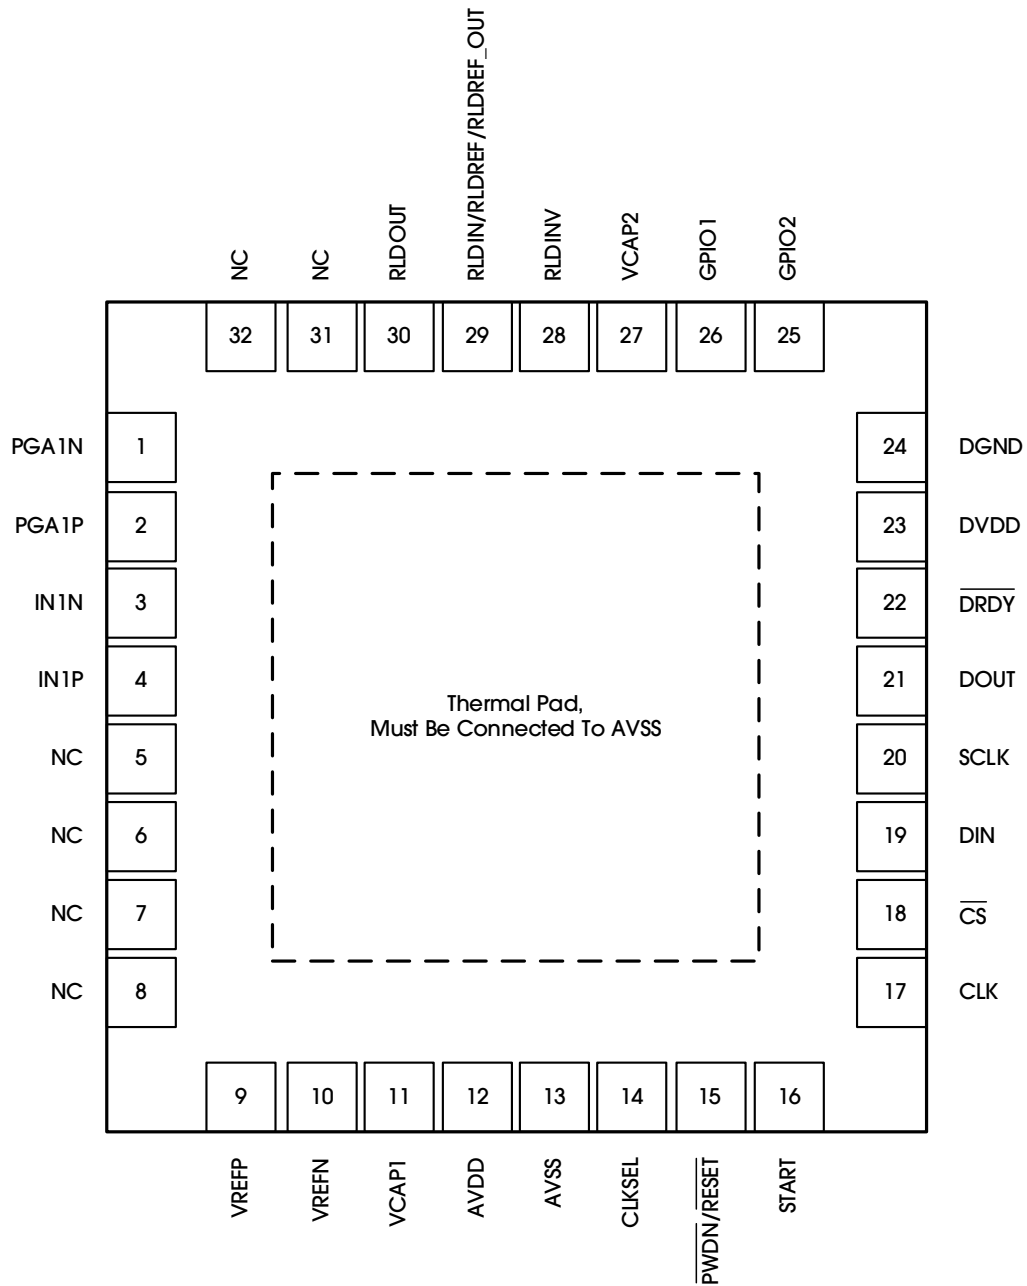 NC
NC
RLDOUT
RLDIN/RLDREF/RLDREF_OUT
RLDINV
VCAP2
GPIO1
GPIO2
32
31
30
29
28
27
26
25
PGA1N
1
24
DGND
PGA1P
2
23
DVDD
IN1N
3
22
DRDY
IN1P
4
21
DOUT
Thermal Pad,
Must Be Connected To AVSS
NC
5
20
SCLK
NC
6
19
DIN
NC
7
18
CS
NC
8
17
CLK
9
10
11
12
13
14
15
16
VREFP
VREFN
VCAP1
AVDD
AVSS
CLKSEL
PWDN/RESET
START